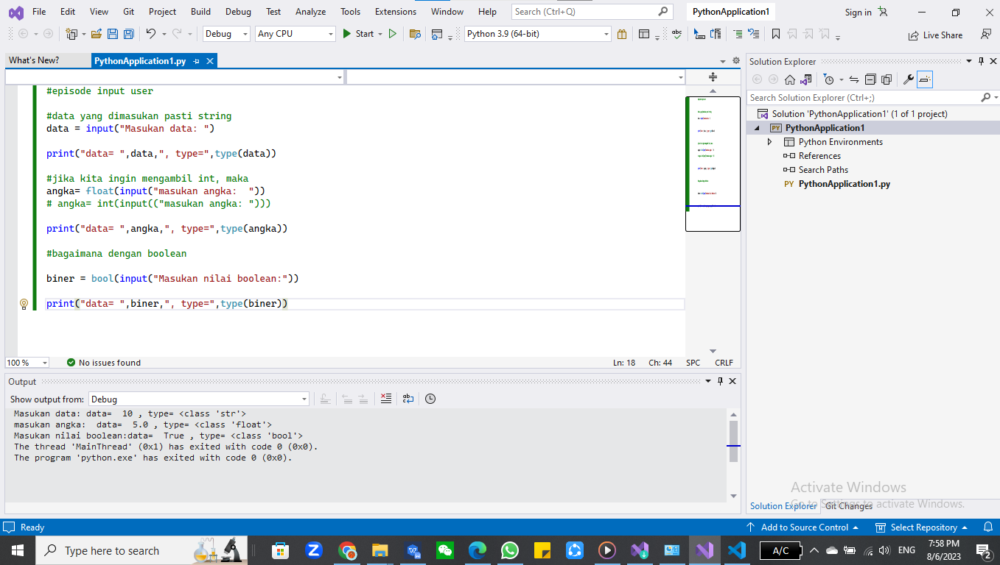 File Edit View Git Project Build Debug Test Analyze Tools Extensions Window Help Search (Ctrl+Q) PythonApplication1 Sign in
Debug Any CPU Start Python 3.9 (64-bit) Live Share
What's New? PythonApplication1.py
#episode input user
#data yang dimasukan pasti string
data = input("Masukan data: ")
print("data= ",data,", type=",type(data))
#jika kita ingin mengambil int, maka
angka= float(input("masukan angka:  "))
# angka= int(input(("masukan angka: ")))
print("data= ",angka,", type=",type(angka))
#bagaimana dengan boolean
biner = bool(input("Masukan nilai boolean:"))
print("data= ",biner,", type=",type(biner))
100 % No issues found Ln: 18 Ch: 44 SPC CRLF
Output
Show output from: Debug
Masukan data: data=  10 , type= <class 'str'>
masukan angka:  data=  5.0 , type= <class 'float'>
Masukan nilai boolean:data=  True , type= <class 'bool'>
The thread 'MainThread' (0x1) has exited with code 0 (0x0).
The program 'python.exe' has exited with code 0 (0x0).
Solution Explorer
Search Solution Explorer (Ctrl+;)
Solution 'PythonApplication1' (1 of 1 project)
PY PythonApplication1
Python Environments
References
Search Paths
PY PythonApplication1.py
Activate Windows
Go to Settings to activate Windows.
Solution Explorer Git Changes
Ready Add to Source Control Select Repository
Type here to search A/C ENG 7:58 PM
8/6/2023 2